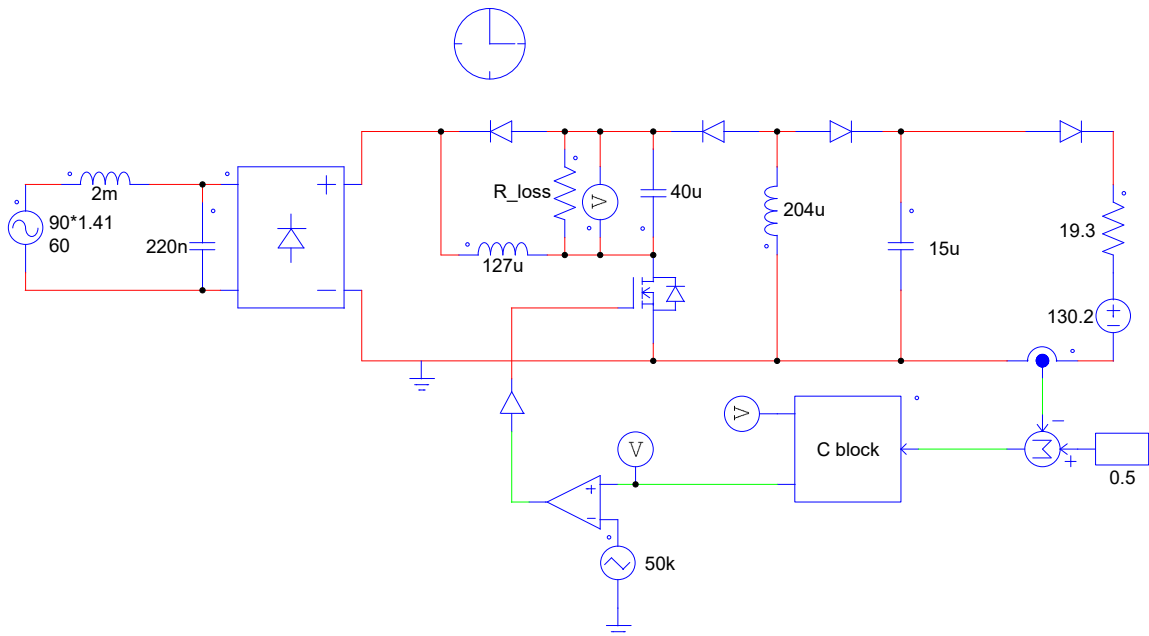 R_loss
V
40u
2m
90*1.41
60
220n
127u
204u
15u
19.3
130.2
V
V
C block
Σ
0.5
50k